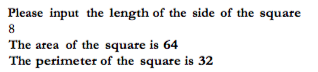 Please input the length of the side of the square
8
The area of the square is 64
The perimeter of the square is 32